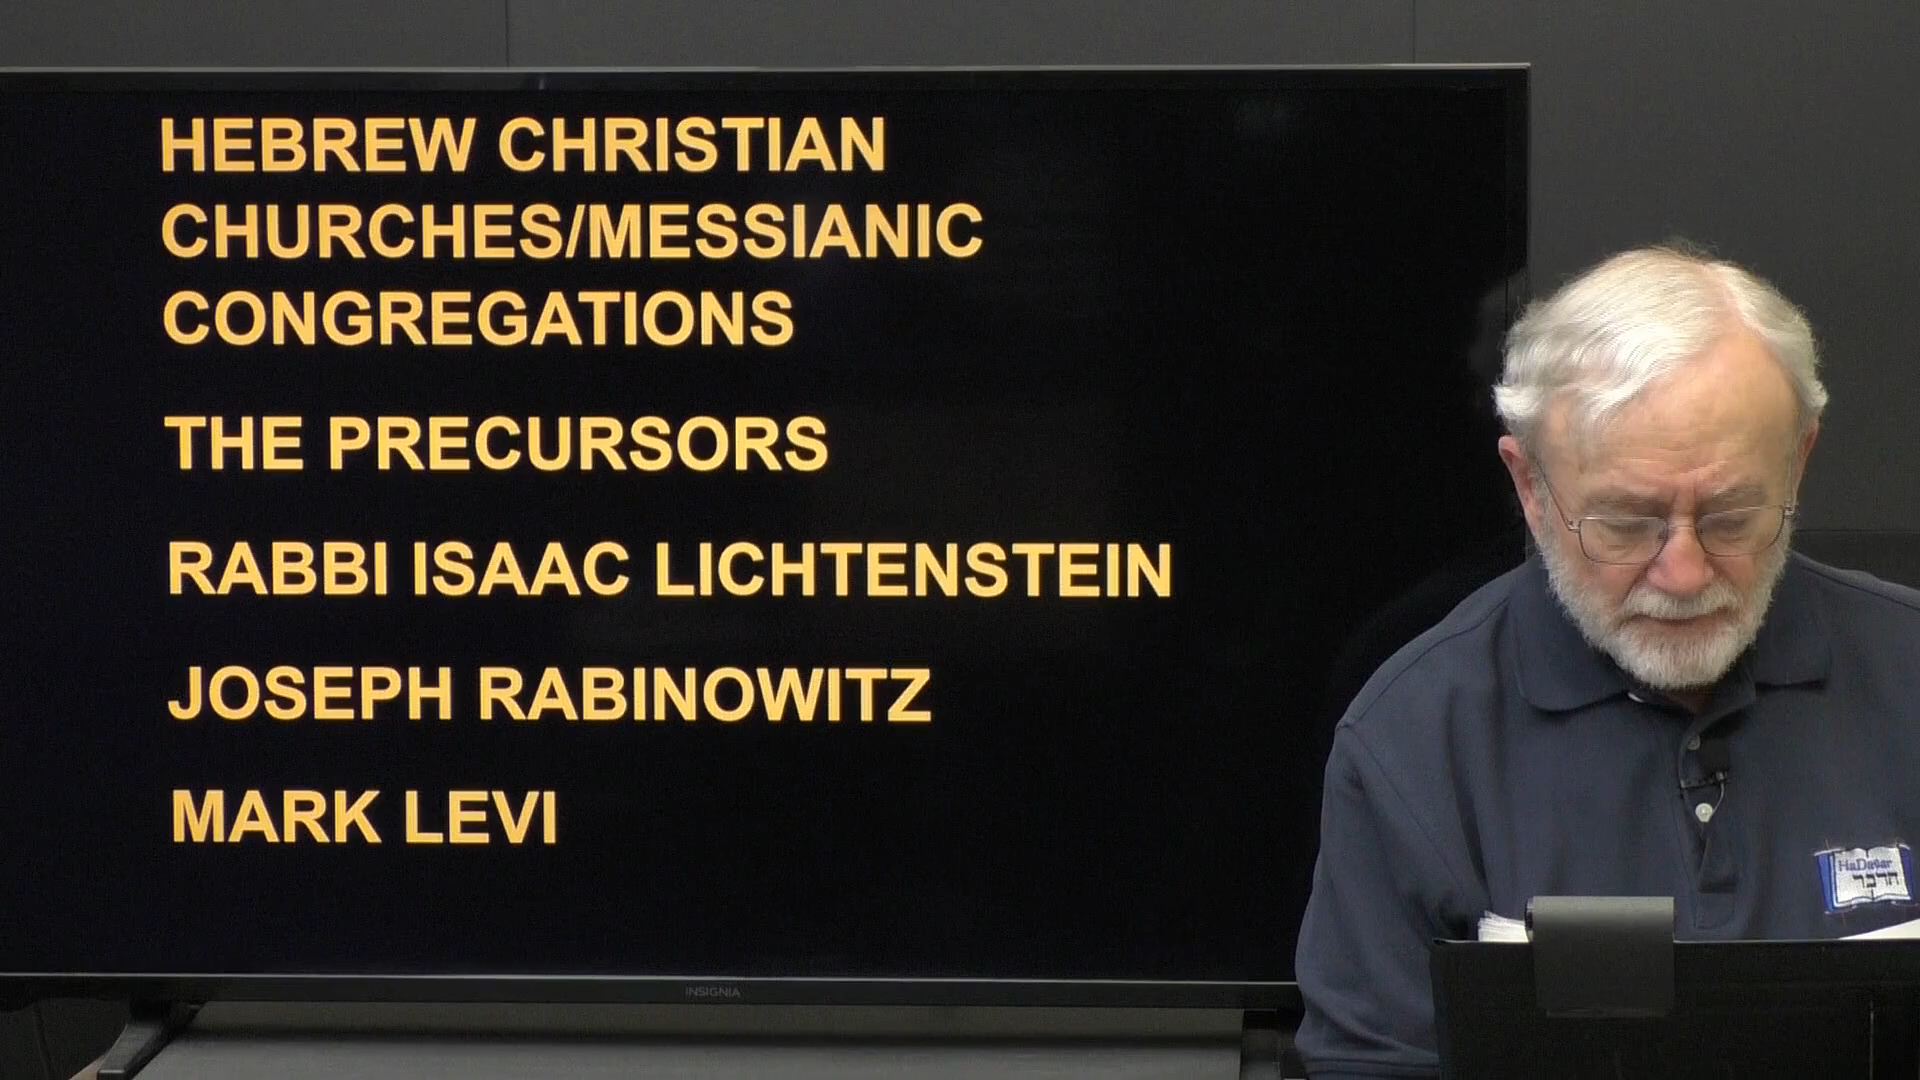 HEBREW CHRISTIAN
CHURCHES/MESSIANIC
CONGREGATIONS
THE PRECURSORS
RABBI ISAAC LICHTENSTEIN
JOSEPH RABINOWITZ
MARK LEVI
INSIGNIA
HaDavar
הדבר